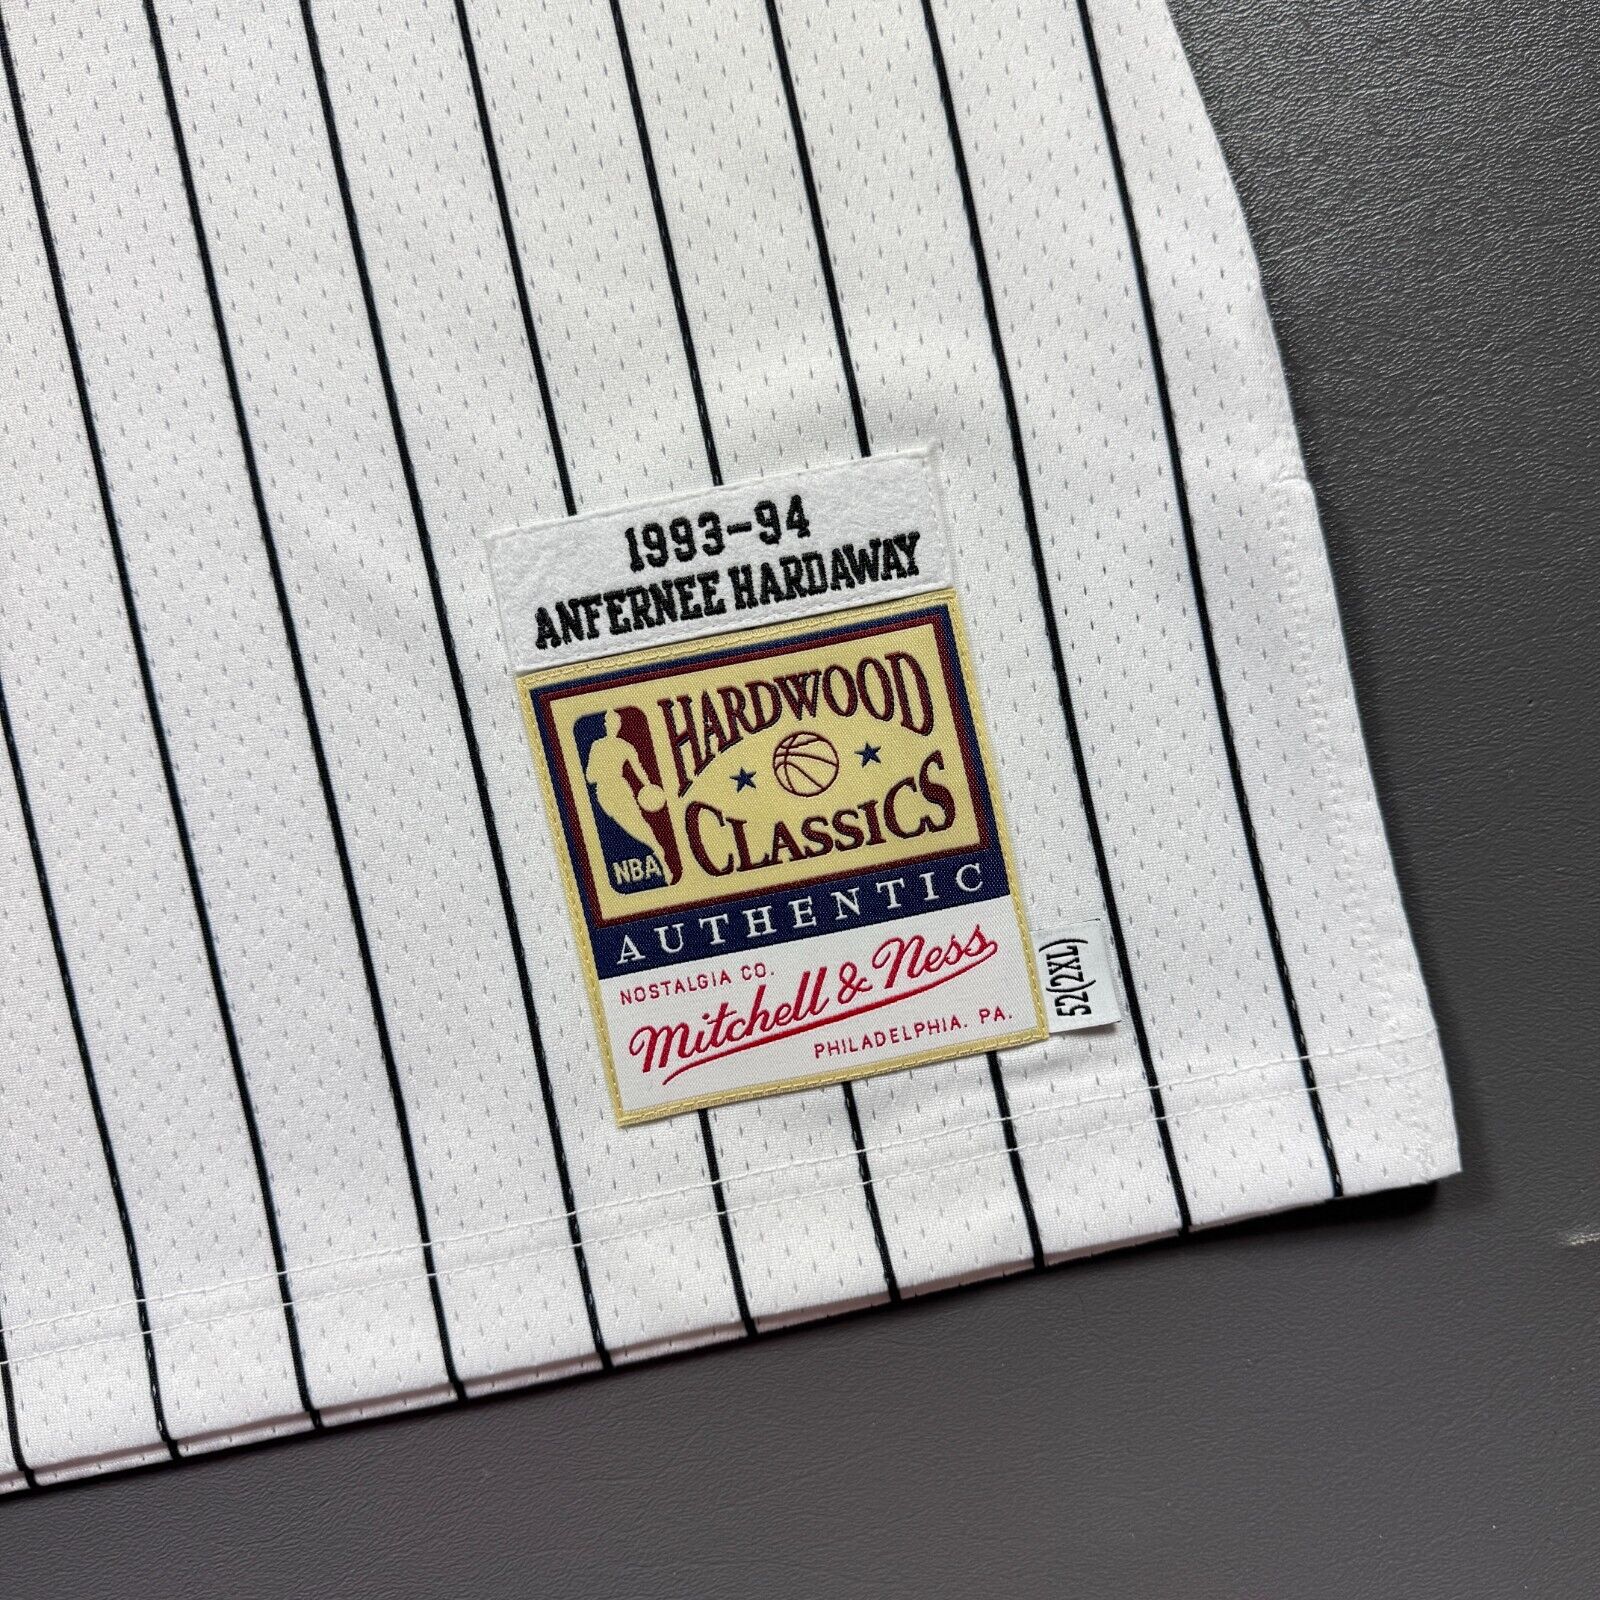 1993-94
ANFERNEE HARDAWAY
HARDWOOD
CLASSICS
NBA
AUTHENTIC
NOSTALGIA CO.
Mitchell & Ness
PHILADELPHIA. PA.
52(2XL)